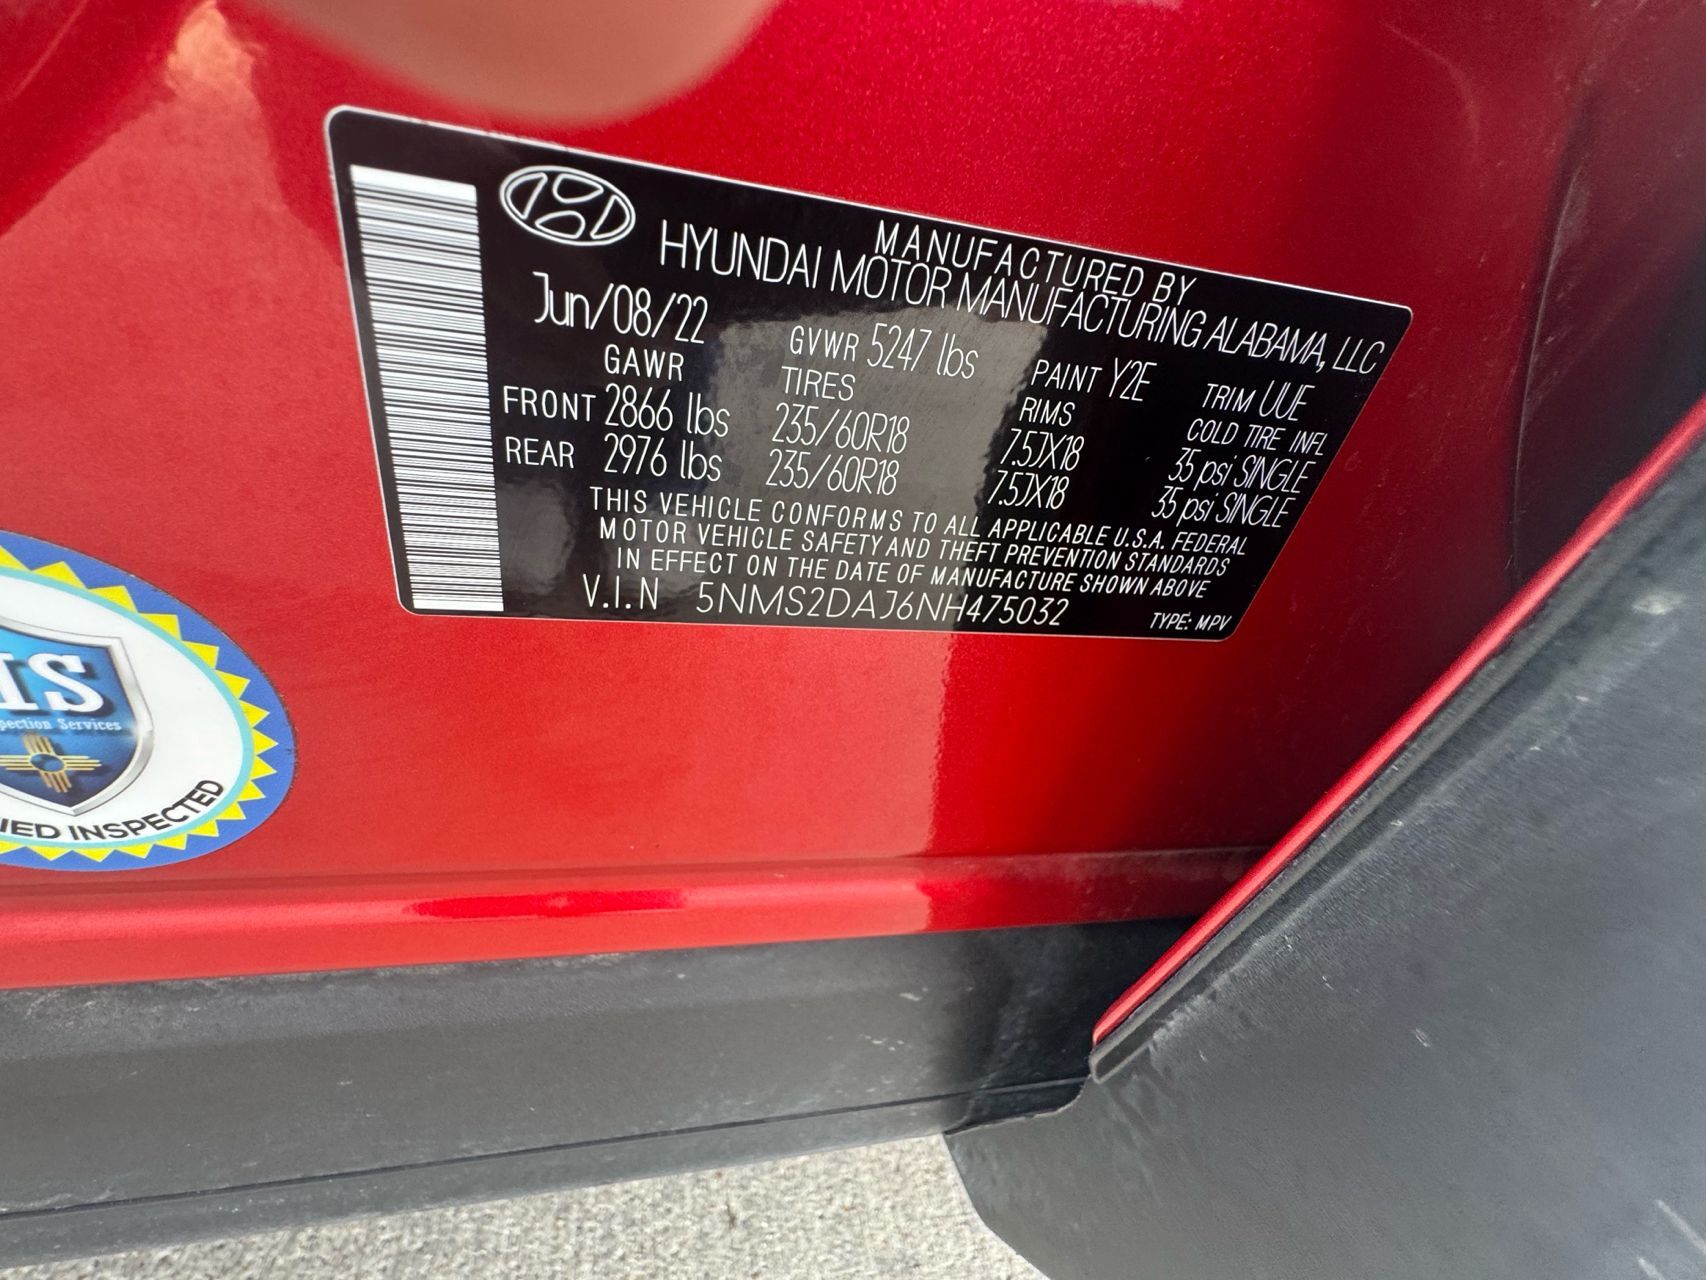 MANUFACTURED BY
HYUNDAI MOTOR MANUFACTURING ALABAMA, LLC
Jun/08/22 GVWR 5247 lbs PAINT Y2E TRIM UUE
GAWR TIRES RIMS COLD TIRE INFL
FRONT 2866 lbs 235/60R18 7.5JX18 35 psi SINGLE
REAR 2976 lbs 235/60R18 7.5JX18 35 psi SINGLE
THIS VEHICLE CONFORMS TO ALL APPLICABLE U.S.A. FEDERAL
MOTOR VEHICLE SAFETY AND THEFT PREVENTION STANDARDS
IN EFFECT ON THE DATE OF MANUFACTURE SHOWN ABOVE
V.I.N 5NMS2DAJ6NH475032 TYPE: MPV
IS
pection Services
IED INSPECTED